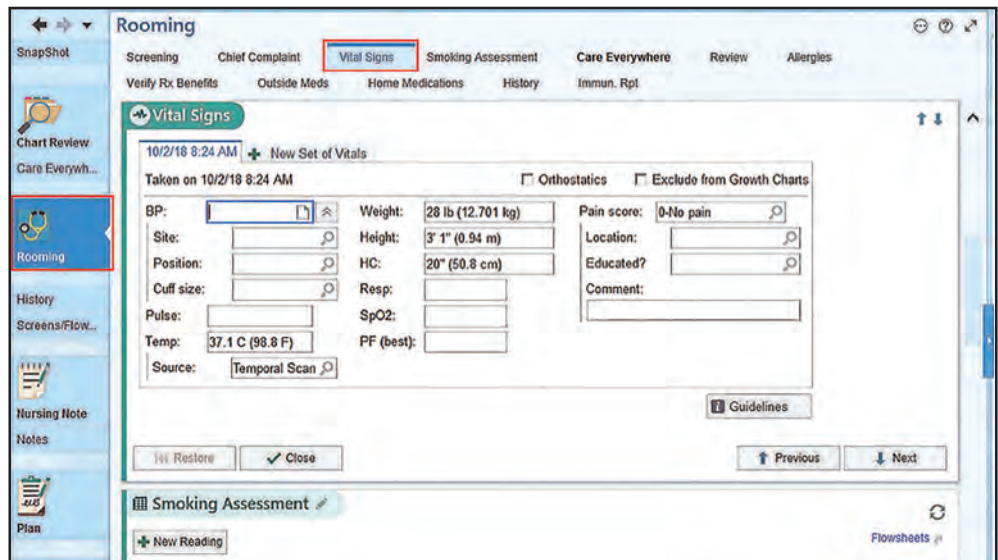 Rooming
SnapShot
Chart Review
Care Everywh...
Rooming
History
Screens/Flow...
Nursing Note
Notes
Plan
Screening Chief Complaint Vital Signs Smoking Assessment Care Everywhere Review Allergies
Verify Rx Benefits Outside Meds Home Medications History Immun. Rpt
Vital Signs
10/2/18 8:24 AM New Set of Vitals
Taken on 10/2/18 8:24 AM Orthostatics Exclude from Growth Charts
BP: Weight: 28 lb (12.701 kg) Pain score: 0-No pain
Site: Height: 3' 1" (0.94 m) Location:
Position: HC: 20" (50.8 cm) Educated?
Cuff size: Resp: Comment:
Pulse: SpO2:
Temp: 37.1 C (98.8 F) PF (best):
Source: Temporal Scan
Guidelines
Restore Close Previous Next
Smoking Assessment
New Reading Flowsheets